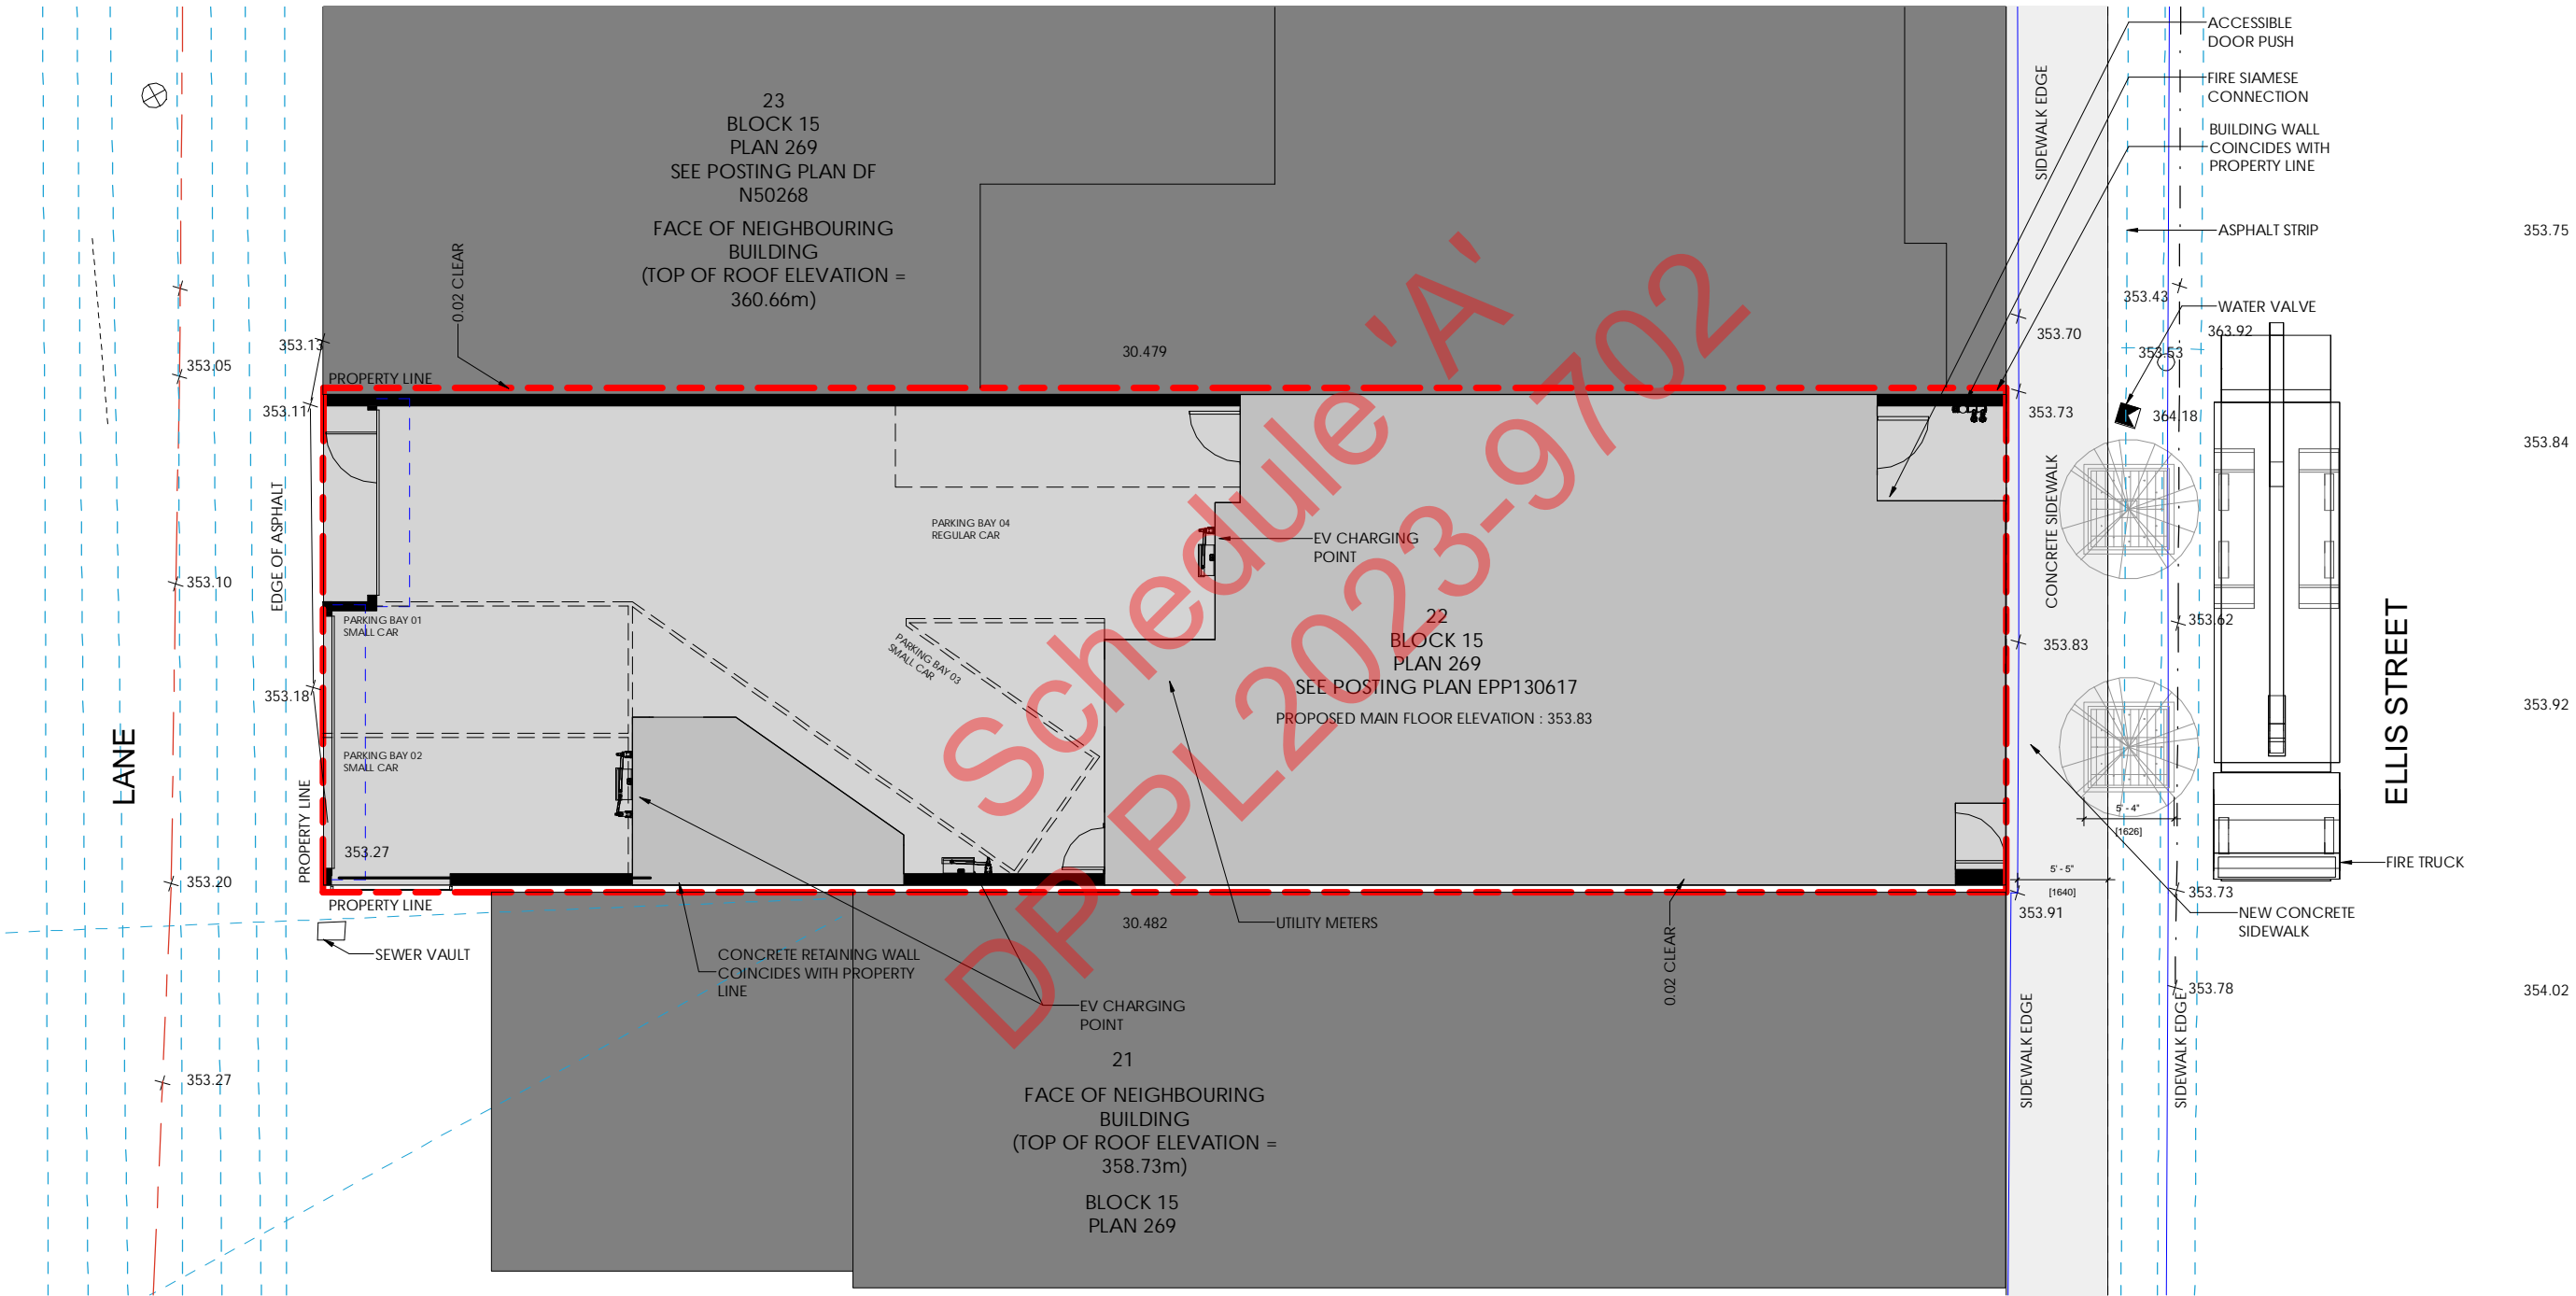 23
BLOCK 15
PLAN 269
SEE POSTING PLAN DF
N50268
FACE OF NEIGHBOURING
BUILDING
(TOP OF ROOF ELEVATION =
360.66m)
0.02 CLEAR
30.479
PROPERTY LINE
353.13
353.05
353.11
353.10
353.18
353.20
353.27
353.27
EDGE OF ASPHALT
LANE
PROPERTY LINE
PROPERTY LINE
PARKING BAY 01
SMALL CAR
PARKING BAY 02
SMALL CAR
PARKING BAY 03
SMALL CAR
PARKING BAY 04
REGULAR CAR
EV CHARGING
POINT
22
BLOCK 15
PLAN 269
SEE POSTING PLAN EPP130617
PROPOSED MAIN FLOOR ELEVATION : 353.83
Schedule 'A'
DP PL2023-9702
SEWER VAULT
CONCRETE RETAINING WALL
COINCIDES WITH PROPERTY
LINE
EV CHARGING
POINT
UTILITY METERS
30.482
0.02 CLEAR
21
FACE OF NEIGHBOURING
BUILDING
(TOP OF ROOF ELEVATION =
358.73m)
BLOCK 15
PLAN 269
SIDEWALK EDGE
CONCRETE SIDEWALK
SIDEWALK EDGE
SIDEWALK EDGE
ACCESSIBLE
DOOR PUSH
FIRE SIAMESE
CONNECTION
BUILDING WALL
COINCIDES WITH
PROPERTY LINE
ASPHALT STRIP
353.43
WATER VALVE
363.92
353.53
353.70
353.73
364.18
353.62
353.83
5' - 4"
[1626]
5' - 5"
[1640]
353.91
353.73
NEW CONCRETE
SIDEWALK
353.78
FIRE TRUCK
ELLIS STREET
353.75
353.84
353.92
354.02